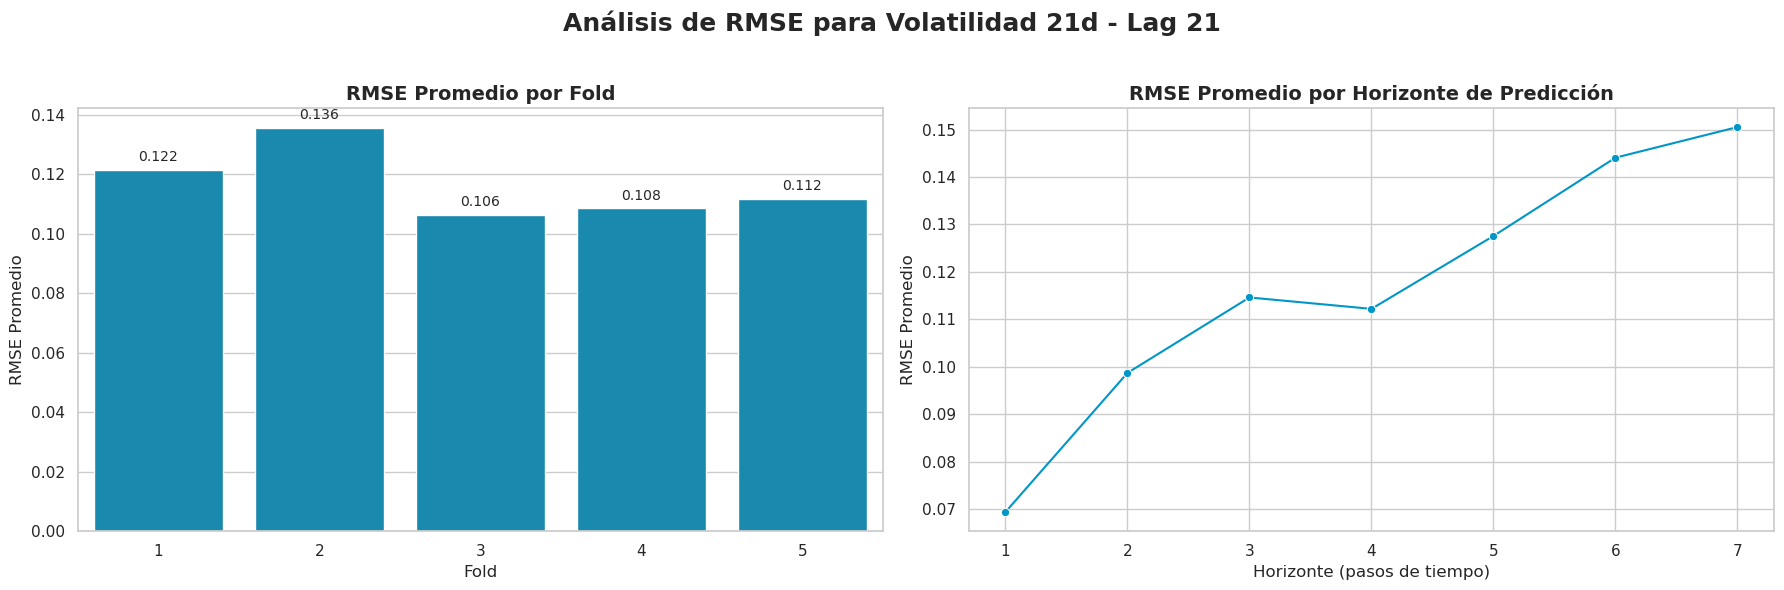 Análisis de RMSE para Volatilidad 21d - Lag 21
RMSE Promedio por Fold
RMSE Promedio
0.14
0.12
0.10
0.08
0.06
0.04
0.02
0.00
0.122
0.136
0.106
0.108
0.112
1 2 3 4 5
Fold
RMSE Promedio por Horizonte de Predicción
RMSE Promedio
0.15
0.14
0.13
0.12
0.11
0.10
0.09
0.08
0.07
1 2 3 4 5 6 7
Horizonte (pasos de tiempo)